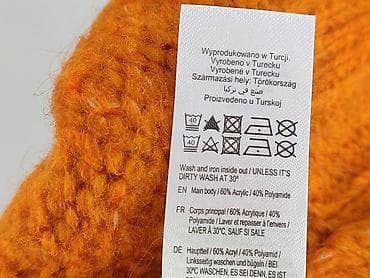 Wyprodukowano w Turcji.
Vyrobeno v Turecku
Vyrobené v Turecku
Származási hely: Törökország
صنع في تركيا
Proizvedeno u Turskoj
40
40
Wash and iron inside out / UNLESS IT'S
DIRTY WASH AT 30°
EN Main body / 60% Acrylic / 40% Polyamide
FR Corps principal / 60% Acrylique / 40%
Polyamide / Laver et repasser à l'envers /
LAVER À 30°C, SAUF SI SALE
DE Hauptteil / 60% Acryl / 40% Polyamid /
Linksseitig waschen und bügeln / BEI
30°C WASCHEN, ES SEI DENN, ES IST